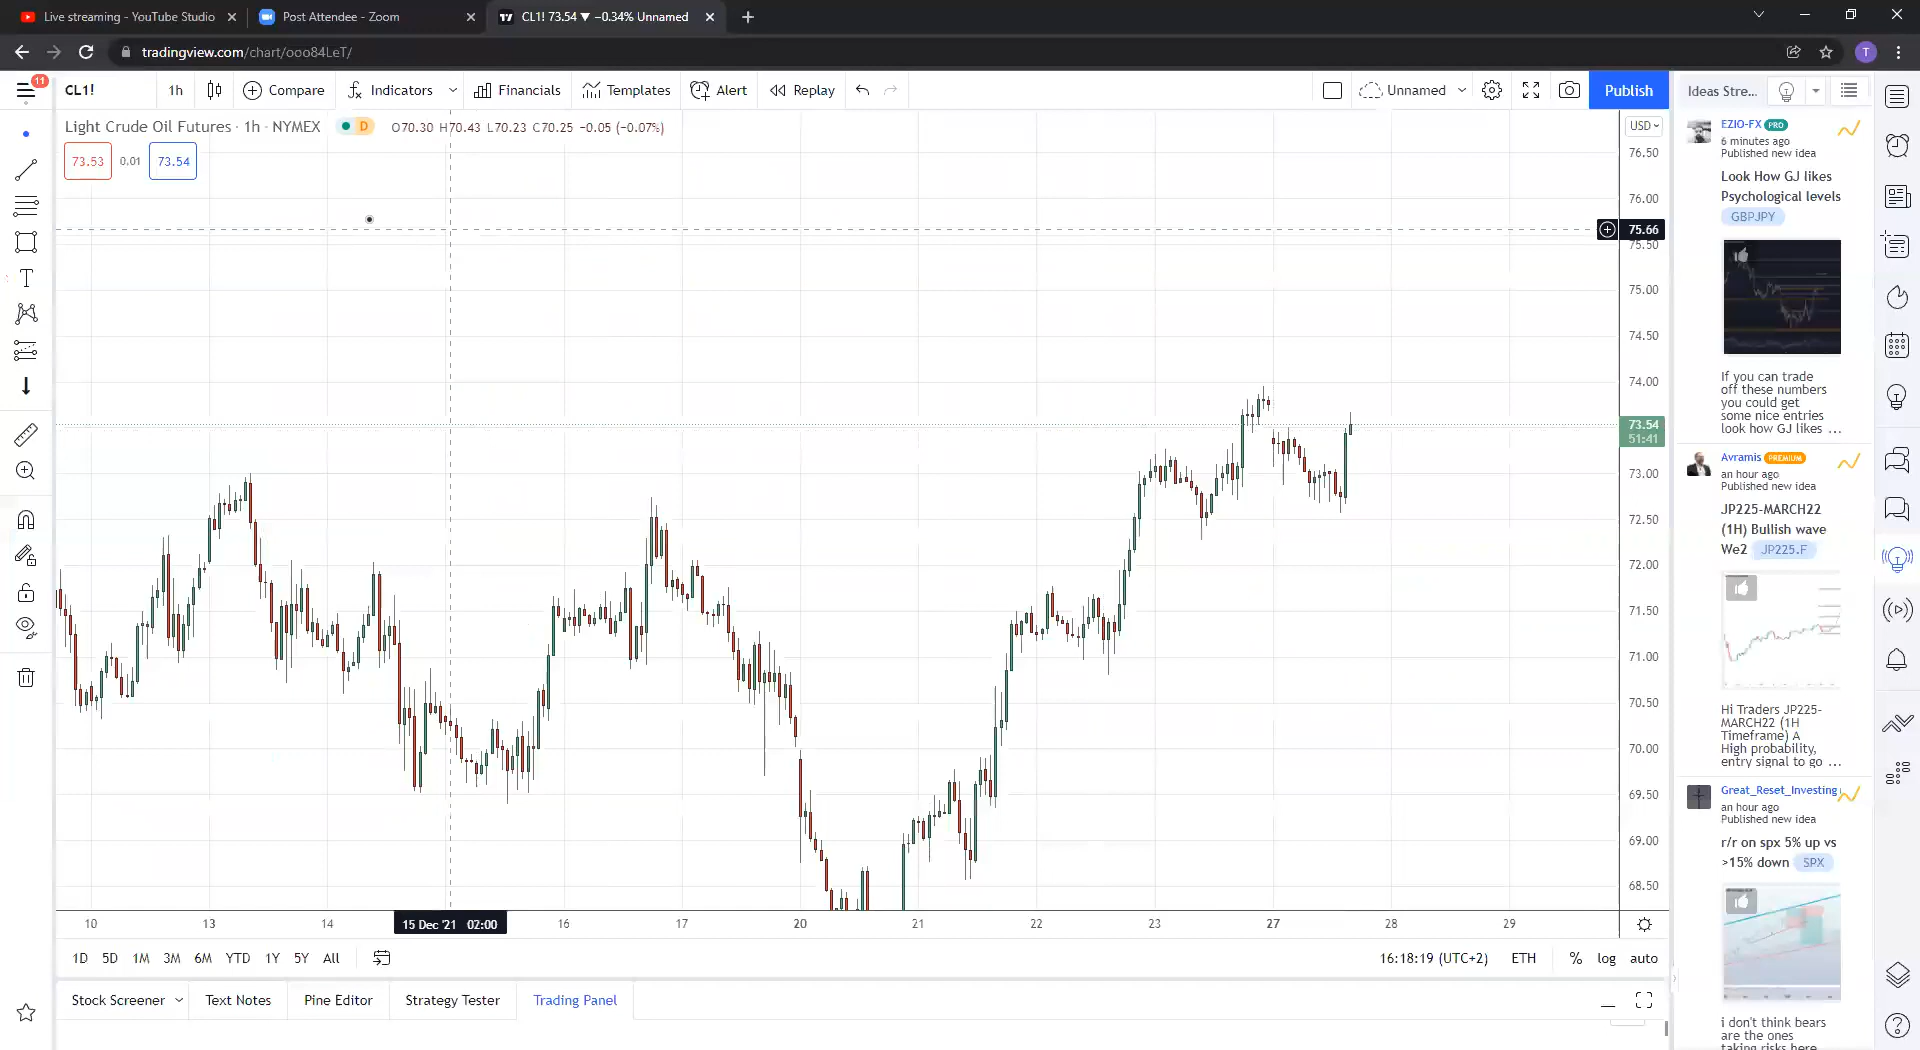 Live streaming - YouTube Studio
Post Attendee - Zoom
CL1! 73.54 ▼ −0.34% Unnamed
tradingview.com/chart/ooo84LeT/
T
11
CL1!
1h
Compare
Indicators
Financials
Templates
Alert
Replay
Unnamed
Publish
Light Crude Oil Futures · 1h · NYMEX
D
O70.30 H70.43 L70.23 C70.25 −0.05 (−0.07%)
73.53
0.01
73.54
USD
76.50
76.00
75.66
75.50
75.00
74.50
74.00
73.54
51:41
73.00
72.50
72.00
71.50
71.00
70.50
70.00
69.50
69.00
68.50
10
13
14
15 Dec '21 02:00
16
17
20
21
22
23
27
28
29
1D
5D
1M
3M
6M
YTD
1Y
5Y
All
16:18:19 (UTC+2)
ETH
%
log
auto
Stock Screener
Text Notes
Pine Editor
Strategy Tester
Trading Panel
Ideas Stre...
EZIO-FX PRO
6 minutes ago
Published new idea
Look How GJ likes
Psychological levels
GBPJPY
If you can trade
off these numbers
you could get
some nice entries
look how GJ likes ...
Avramis PREMIUM
an hour ago
Published new idea
JP225-MARCH22
(1H) Bullish wave
We2 JP225.F
Hi Traders JP225-
MARCH22 (1H
Timeframe) A
High probability,
entry signal to go ...
Great_Reset_Investing
an hour ago
Published new idea
r/r on spx 5% up vs
>15% down SPX
i don't think bears
are the ones
taking risks here